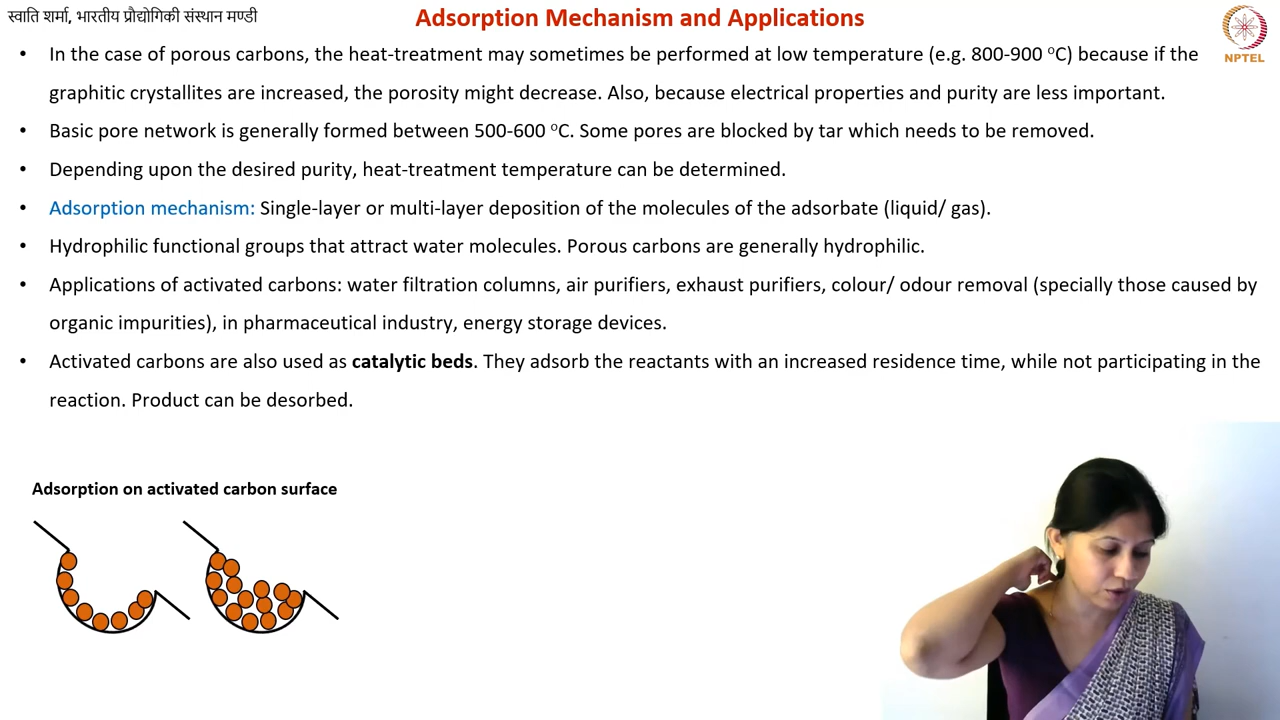 स्वाति शर्मा, भारतीय प्रौद्योगिकी संस्थान मण्डी
Adsorption Mechanism and Applications
NPTEL
• In the case of porous carbons, the heat-treatment may sometimes be performed at low temperature (e.g. 800-900 ᴼC) because if the
graphitic crystallites are increased, the porosity might decrease. Also, because electrical properties and purity are less important.
• Basic pore network is generally formed between 500-600 ᴼC. Some pores are blocked by tar which needs to be removed.
• Depending upon the desired purity, heat-treatment temperature can be determined.
• Adsorption mechanism: Single-layer or multi-layer deposition of the molecules of the adsorbate (liquid/ gas).
• Hydrophilic functional groups that attract water molecules. Porous carbons are generally hydrophilic.
• Applications of activated carbons: water filtration columns, air purifiers, exhaust purifiers, colour/ odour removal (specially those caused by
organic impurities), in pharmaceutical industry, energy storage devices.
• Activated carbons are also used as catalytic beds. They adsorb the reactants with an increased residence time, while not participating in the
reaction. Product can be desorbed.
Adsorption on activated carbon surface